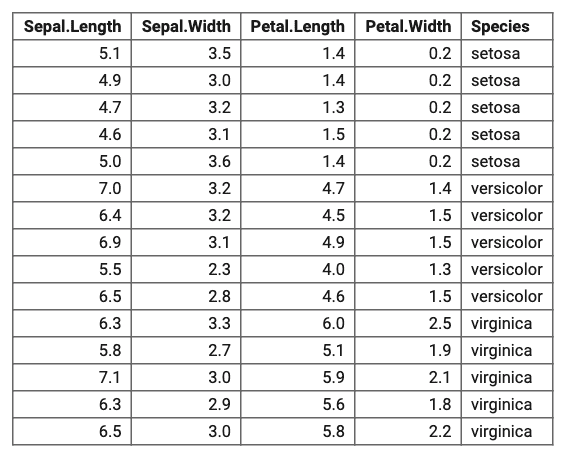 Sepal.Length Sepal.Width Petal.Length Petal.Width Species
5.1 3.5 1.4 0.2 setosa
4.9 3.0 1.4 0.2 setosa
4.7 3.2 1.3 0.2 setosa
4.6 3.1 1.5 0.2 setosa
5.0 3.6 1.4 0.2 setosa
7.0 3.2 4.7 1.4 versicolor
6.4 3.2 4.5 1.5 versicolor
6.9 3.1 4.9 1.5 versicolor
5.5 2.3 4.0 1.3 versicolor
6.5 2.8 4.6 1.5 versicolor
6.3 3.3 6.0 2.5 virginica
5.8 2.7 5.1 1.9 virginica
7.1 3.0 5.9 2.1 virginica
6.3 2.9 5.6 1.8 virginica
6.5 3.0 5.8 2.2 virginica